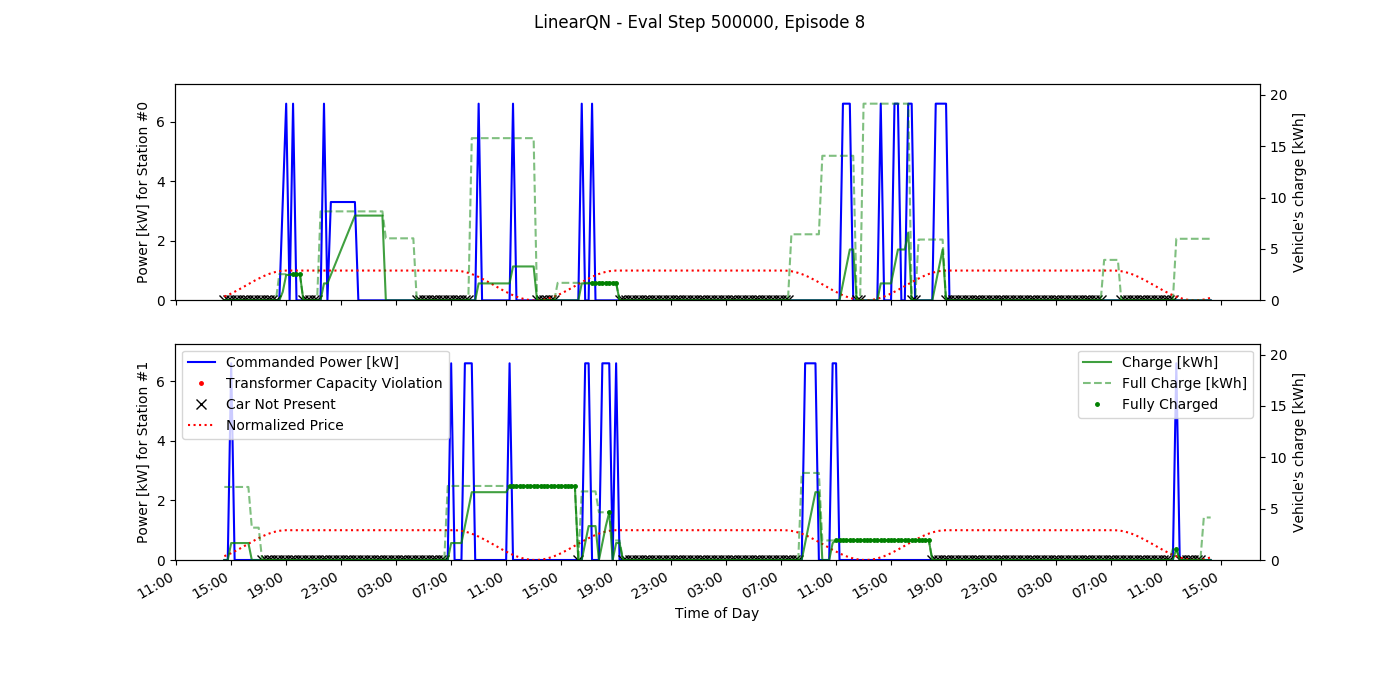 LinearQN - Eval Step 500000, Episode 8
Power [kW] for Station #0
6
4
2
0
20
15
10
5
0
Vehicle's charge [kWh]
Power [kW] for Station #1
6
4
2
0
Commanded Power [kW]
Transformer Capacity Violation
Car Not Present
Normalized Price
Charge [kWh]
Full Charge [kWh]
Fully Charged
20
15
10
5
0
Vehicle's charge [kWh]
11:00 15:00 19:00 23:00 03:00 07:00 11:00 15:00 19:00 23:00 03:00 07:00 11:00 15:00 19:00 23:00 03:00 07:00 11:00 15:00
Time of Day